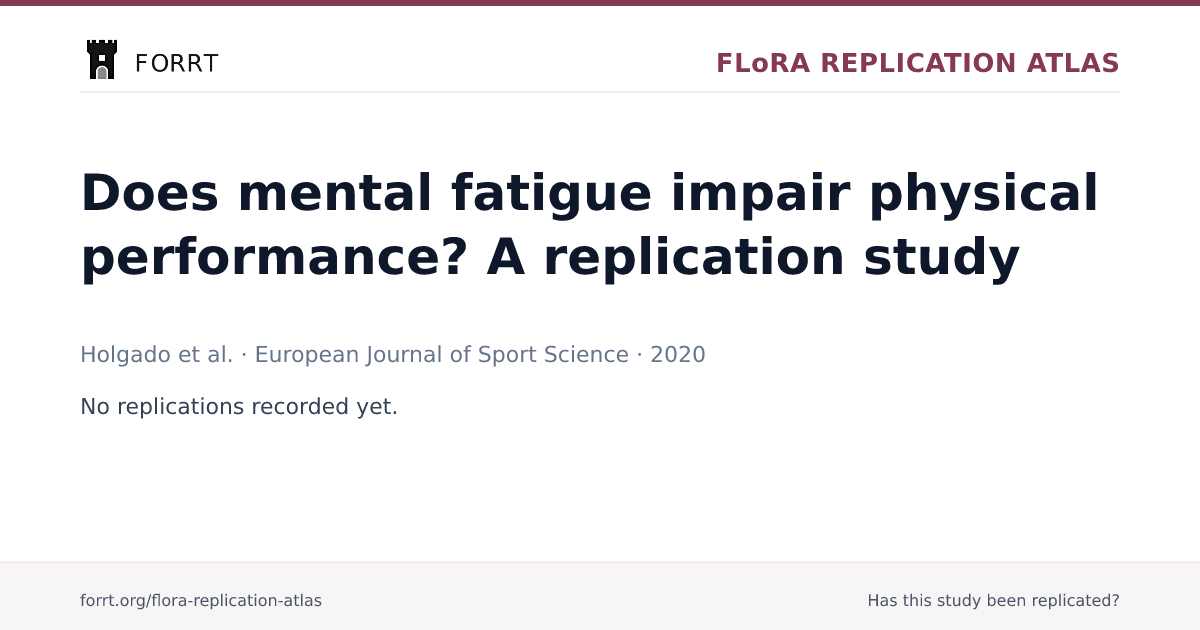 FORRT
FLoRA REPLICATION ATLAS
Does mental fatigue impair physical
performance? A replication study
Holgado et al. · European Journal of Sport Science · 2020
No replications recorded yet.
forrt.org/flora-replication-atlas
Has this study been replicated?